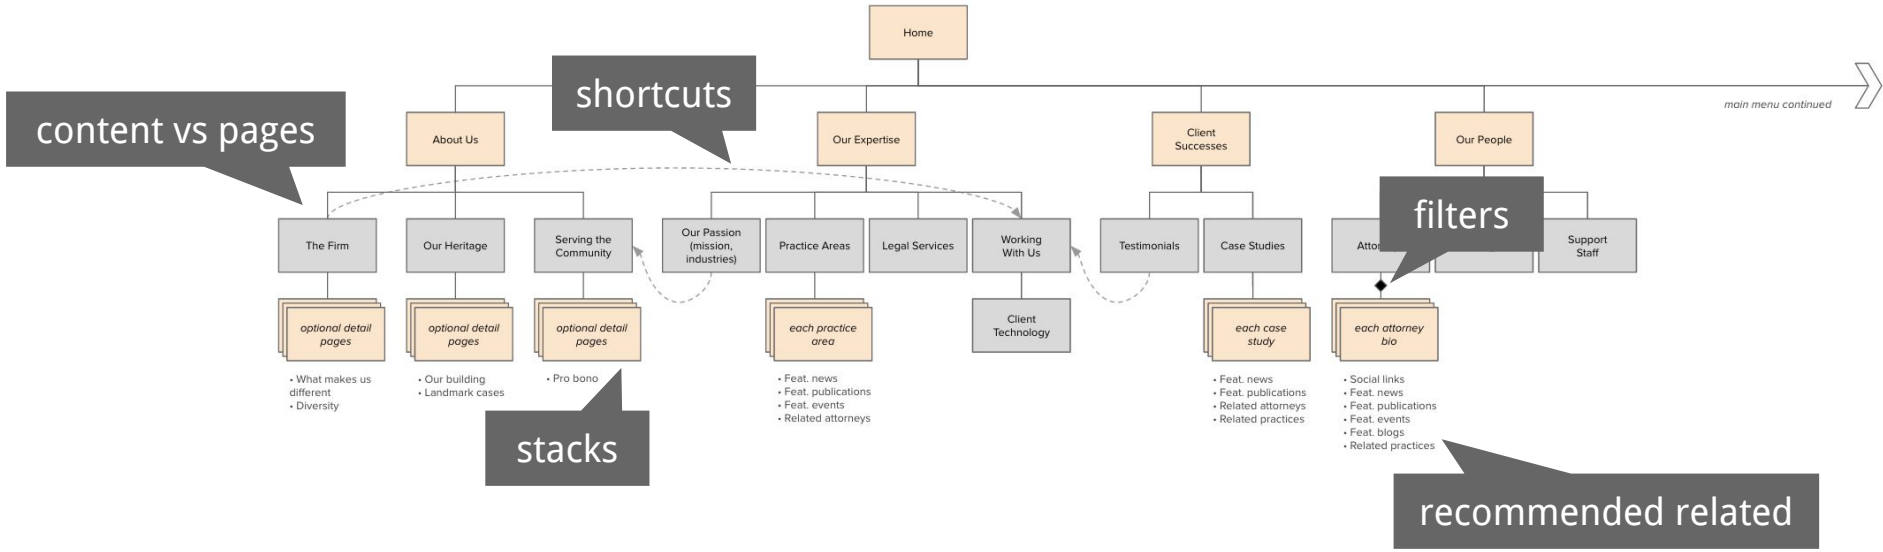 Home
shortcuts
main menu continued
content vs pages
About Us
Our Expertise
Client
Successes
Our People
filters
The Firm
Our Heritage
Serving the
Community
Our Passion
(mission,
industries)
Practice Areas
Legal Services
Working
With Us
Testimonials
Case Studies
Support
Staff
optional detail
pages
optional detail
pages
optional detail
pages
each practice
area
Client
Technology
each case
study
each attorney
bio
• What makes us
different
• Diversity
• Our building
• Landmark cases
• Pro bono
• Feat. news
• Feat. publications
• Feat. events
• Related attorneys
• Feat. news
• Feat. publications
• Related attorneys
• Related practices
• Social links
• Feat. news
• Feat. publications
• Feat. events
• Feat. blogs
• Related practices
stacks
recommended related